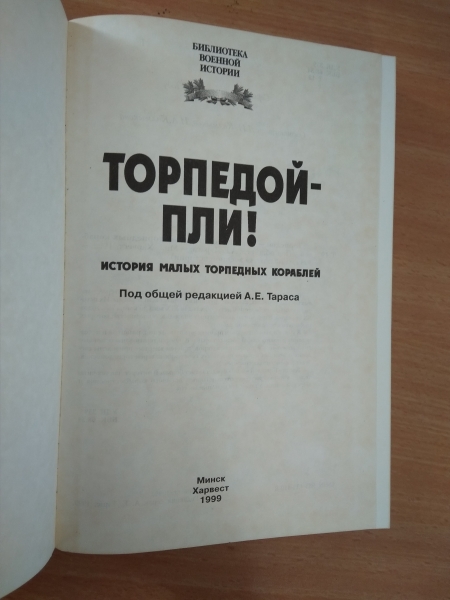 БИБЛИОТЕКА
ВОЕННОЙ
ИСТОРИИ
ТОРПЕДОЙ-
ПЛИ!
ИСТОРИЯ МАЛЫХ ТОРПЕДНЫХ КОРАБЛЕЙ
Под общей редакцией А.Е. Тараса
Минск
Харвест
1999